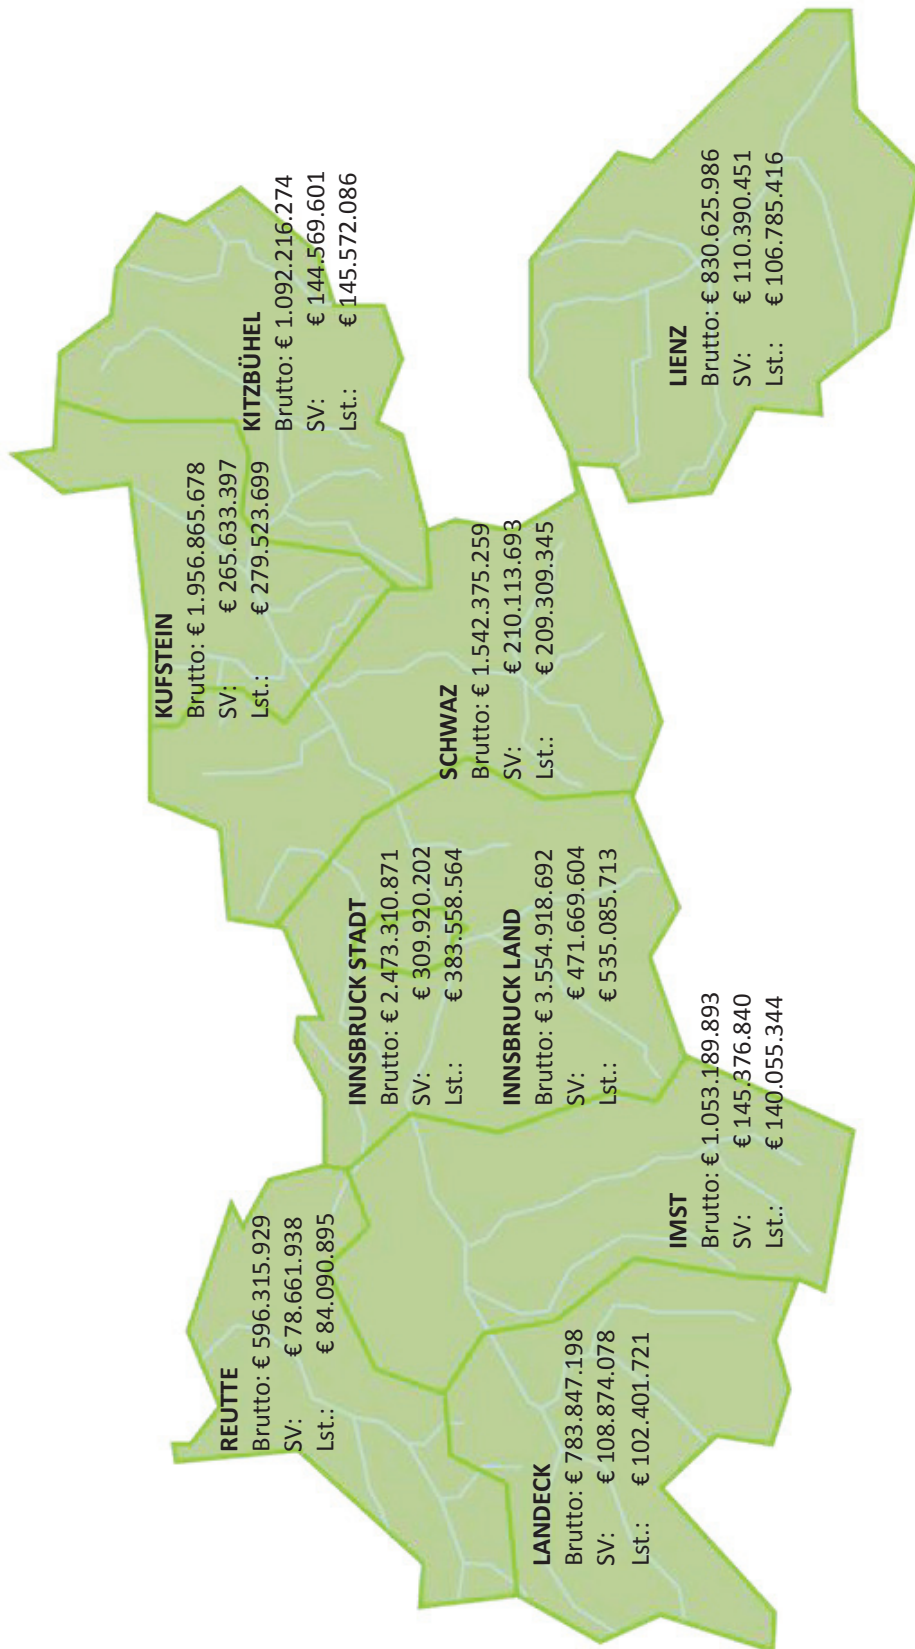 REUTTE
Brutto: € 596.315.929
SV: € 78.661.938
Lst.: € 84.090.895
LANDECK
Brutto: € 783.847.198
SV: € 108.874.078
Lst.: € 102.401.721
IMST
Brutto: € 1.053.189.893
SV: € 145.376.840
Lst.: € 140.055.344
INNSBRUCK STADT
Brutto: € 2.473.310.871
SV: € 309.920.202
Lst.: € 383.558.564
INNSBRUCK LAND
Brutto: € 3.554.918.692
SV: € 471.669.604
Lst.: € 535.085.713
KUFSTEIN
Brutto: € 1.956.865.678
SV: € 265.633.397
Lst.: € 279.523.699
SCHWAZ
Brutto: € 1.542.375.259
SV: € 210.113.693
Lst.: € 209.309.345
KITZBÜHEL
Brutto: € 1.092.216.274
SV: € 144.569.601
Lst.: € 145.572.086
LIENZ
Brutto: € 830.625.986
SV: € 110.390.451
Lst.: € 106.785.416